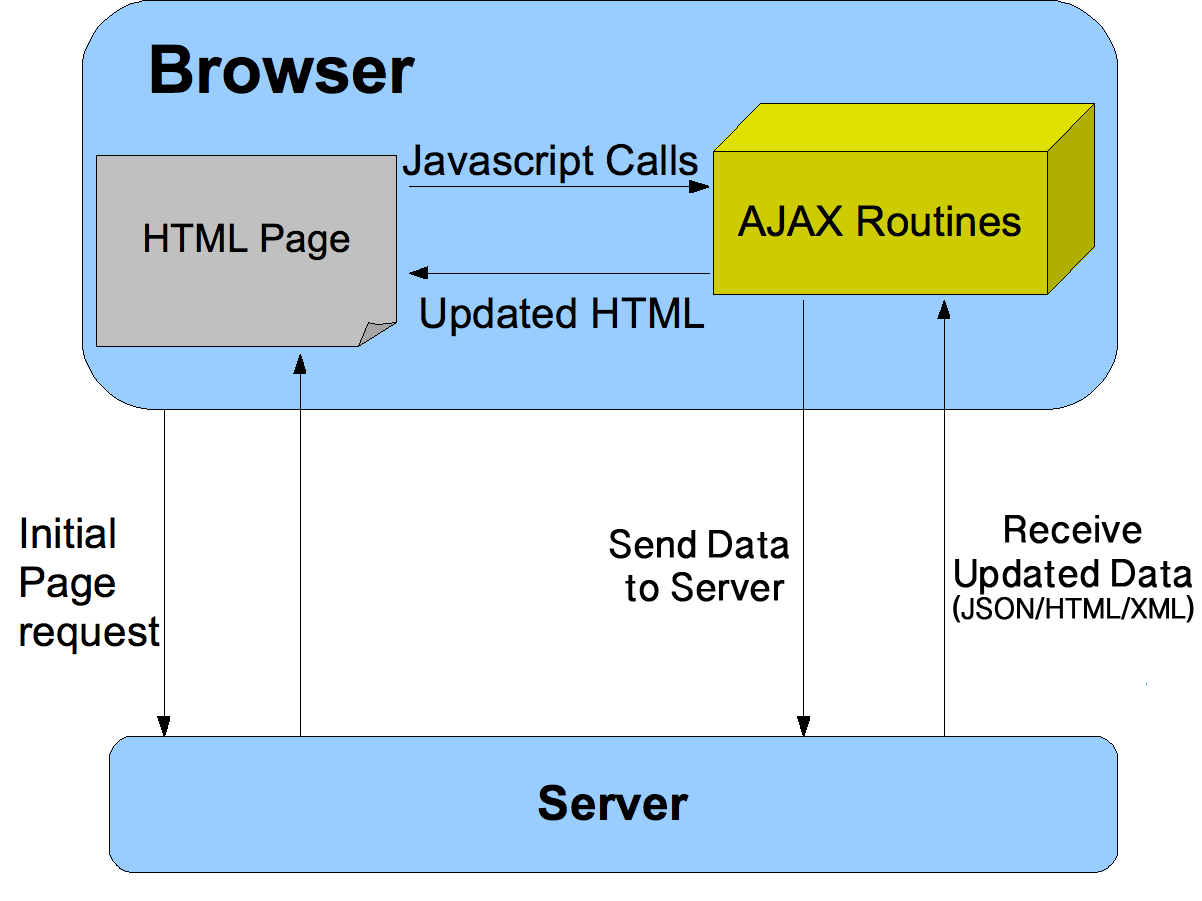 Browser
Javascript Calls
HTML Page
AJAX Routines
Updated HTML
Initial
Page
request
Send Data
to Server
Receive
Updated Data
(JSON/HTML/XML)
Server